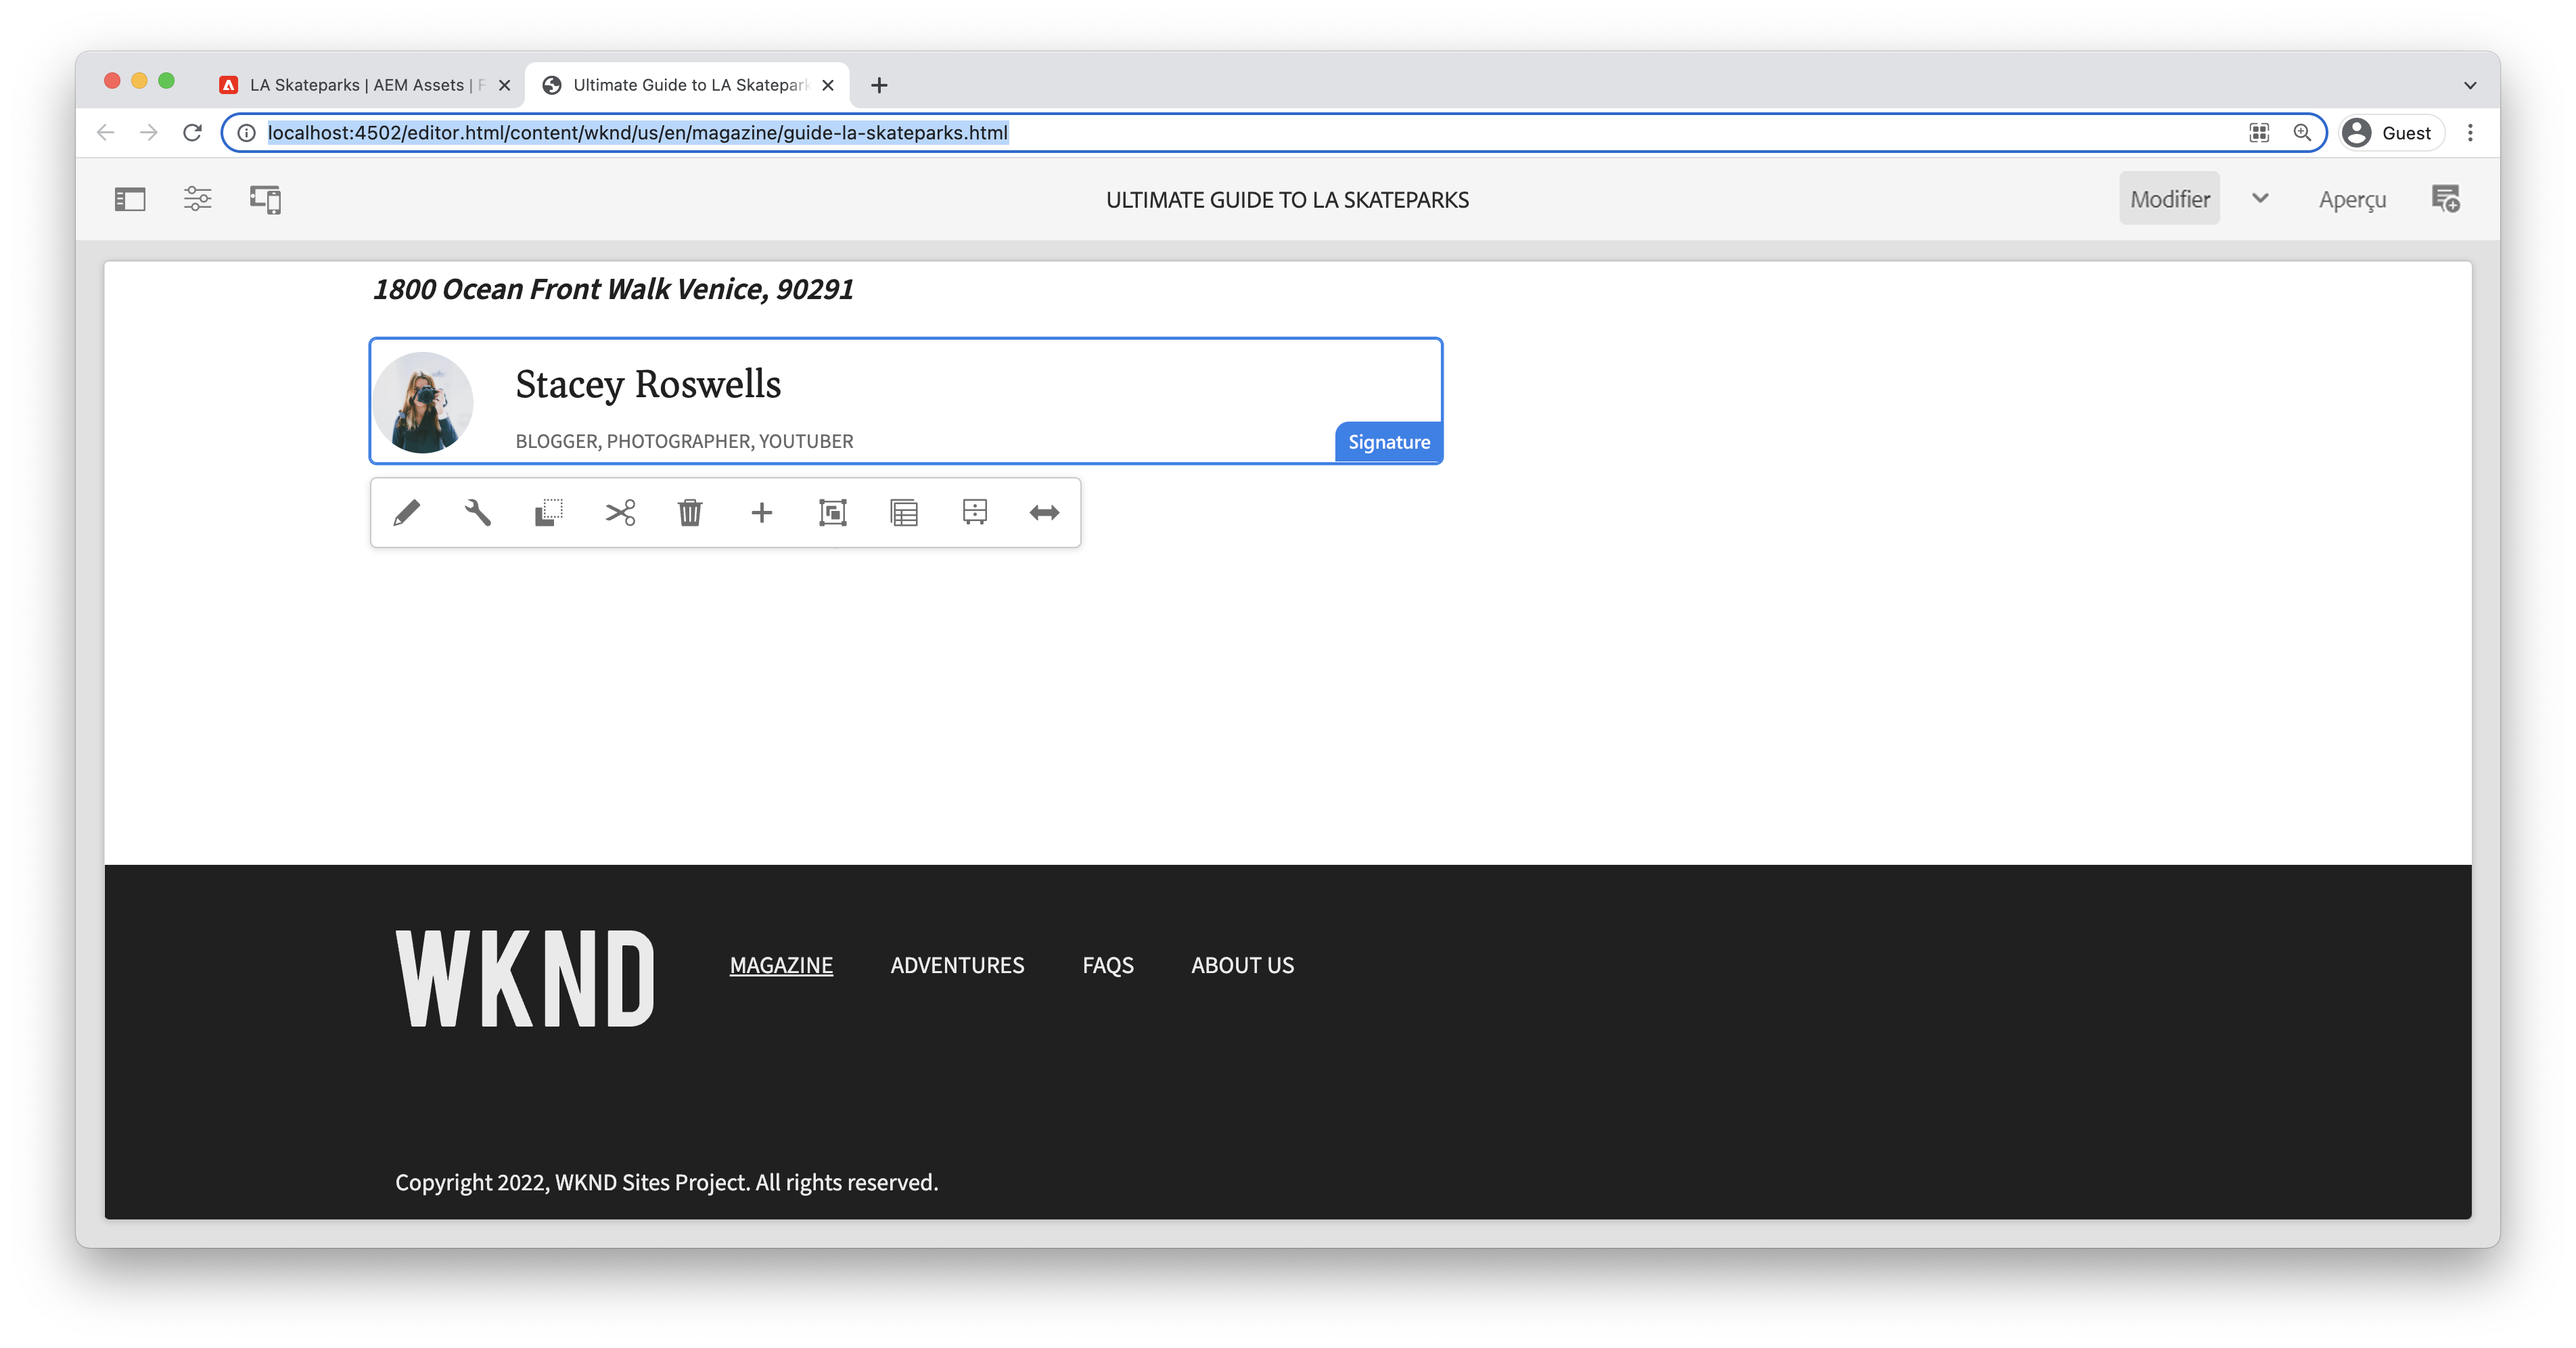 LA Skateparks | AEM Assets |
Ultimate Guide to LA Skatepark
localhost:4502/editor.html/content/wknd/us/en/magazine/guide-la-skateparks.html
Guest
ULTIMATE GUIDE TO LA SKATEPARKS
Modifier
Aperçu
1800 Ocean Front Walk Venice, 90291
Stacey Roswells
BLOGGER, PHOTOGRAPHER, YOUTUBER
Signature
WKND
MAGAZINE ADVENTURES FAQS ABOUT US
Copyright 2022, WKND Sites Project. All rights reserved.